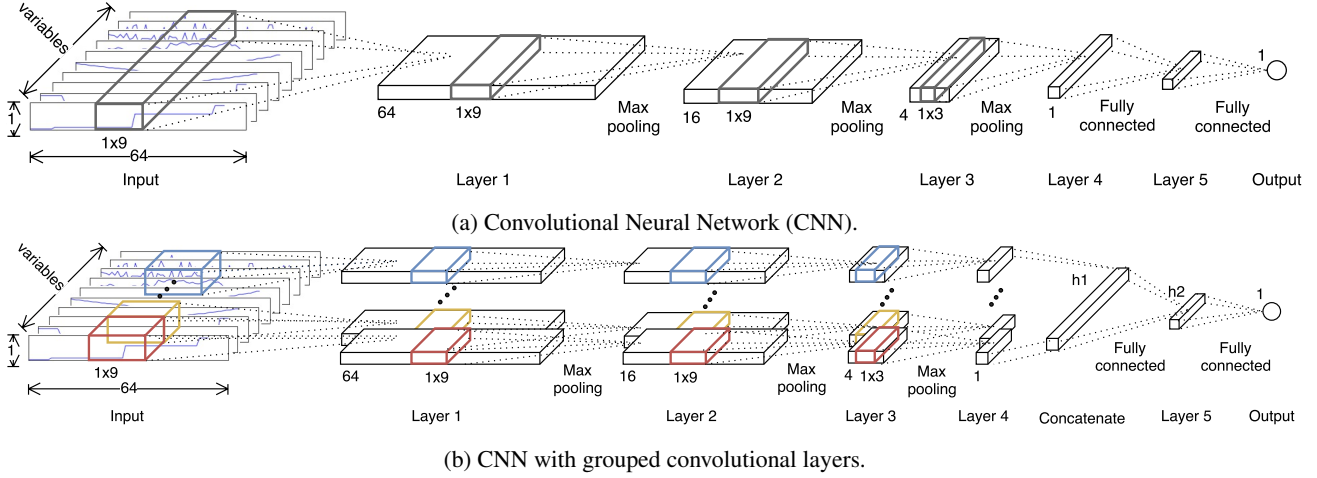 variables
1
1x9
64
Input
64
1x9
Max
pooling
Layer 1
16
1x9
Max
pooling
Layer 2
4
1x3
Max
pooling
Layer 3
1
Fully
connected
Layer 4
Fully
connected
Layer 5
1
Output
(a) Convolutional Neural Network (CNN).
variables
1
1x9
64
Input
64
1x9
Max
pooling
Layer 1
16
1x9
Max
pooling
Layer 2
4
1x3
Max
pooling
Layer 3
1
Layer 4
h1
Concatenate
Fully
connected
h2
Layer 5
Fully
connected
1
Output
(b) CNN with grouped convolutional layers.